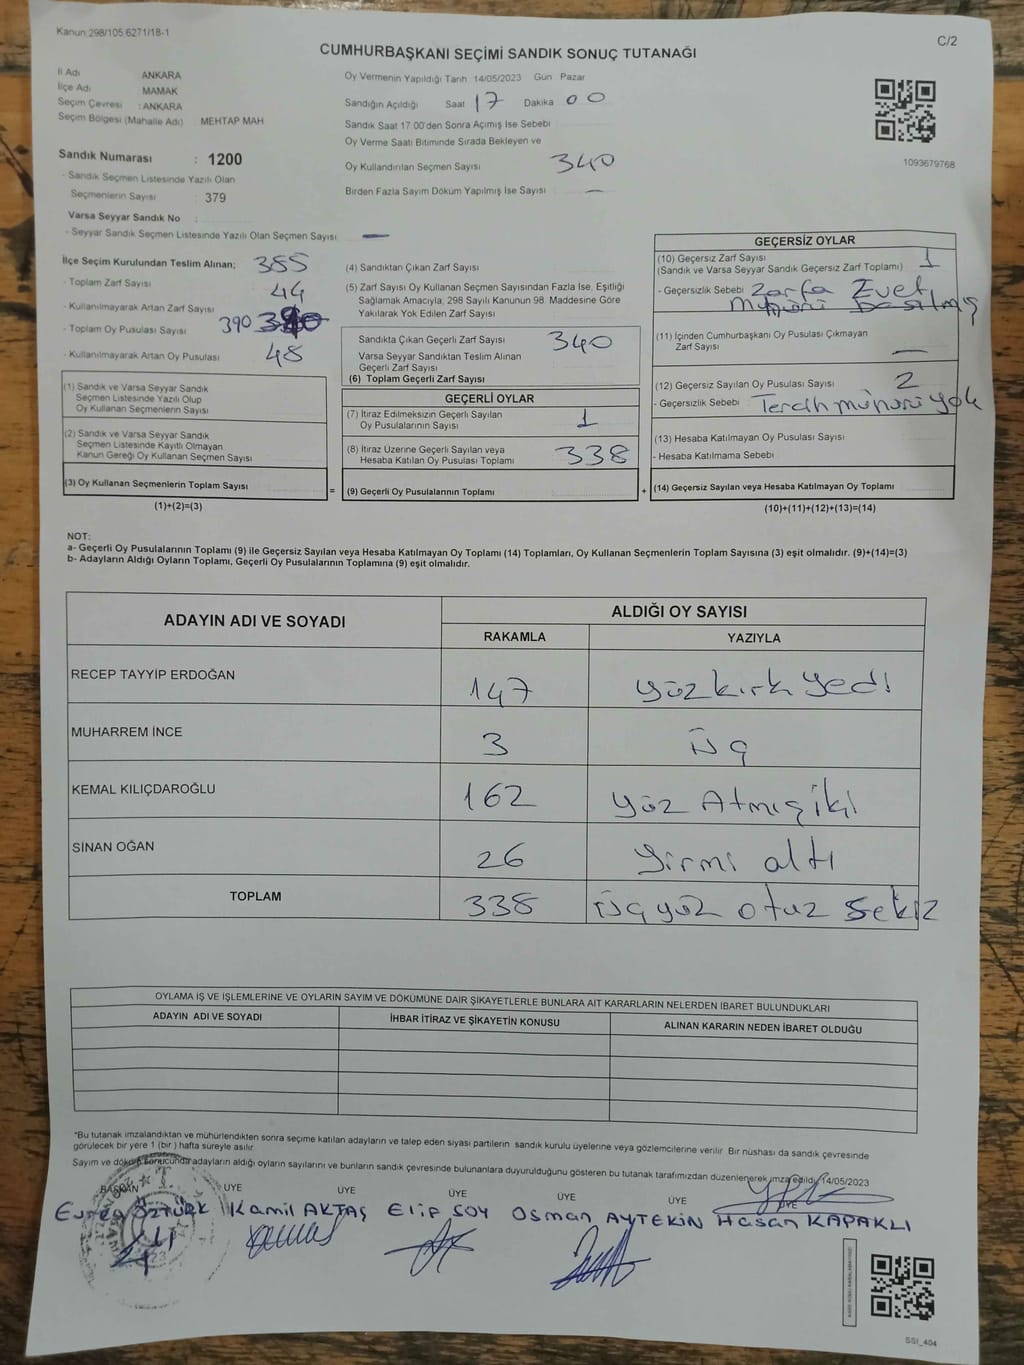 Kanun:298/105 6271/18-1
C/2
CUMHURBAŞKANI SEÇİMİ SANDIK SONUÇ TUTANAĞI
İl Adı ANKARA
İlçe Adı MAMAK
Seçim Çevresi : ANKARA
Seçim Bölgesi (Mahalle Adı) MEHTAP MAH
Sandık Numarası : 1200
- Sandık Seçmen Listesinde Yazılı Olan
Seçmenlerin Sayısı : 379
Varsa Seyyar Sandık No :
- Seyyar Sandık Seçmen Listesinde Yazılı Olan Seçmen Sayısı —
Oy Vermenin Yapıldığı Tarih 14/05/2023 Gün Pazar
Sandığın Açıldığı Saat 17 Dakika 00
Sandık Saat 17.00'den Sonra Açılmış İse Sebebi
Oy Verme Saati Bitiminde Sırada Bekleyen ve
Oy Kullandırılan Seçmen Sayısı 340
Birden Fazla Sayım Döküm Yapılmış İse Sayısı —
1093679768
İlçe Seçim Kurulundan Teslim Alınan; 385
- Toplam Zarf Sayısı 44
- Kullanılmayarak Artan Zarf Sayısı
- Toplam Oy Pusulası Sayısı 390
- Kullanılmayarak Artan Oy Pusulası 48
(1) Sandık ve Varsa Seyyar Sandık
Seçmen Listesinde Yazılı Olup
Oy Kullanan Seçmenlerin Sayısı
(2) Sandık ve Varsa Seyyar Sandık
Seçmen Listesinde Kayıtlı Olmayan
Kanun Gereği Oy Kullanan Seçmen Sayısı
(3) Oy Kullanan Seçmenlerin Toplam Sayısı
(1)+(2)=(3)
=
(4) Sandıktan Çıkan Zarf Sayısı
(5) Zarf Sayısı Oy Kullanan Seçmen Sayısından Fazla İse, Eşitliği
Sağlamak Amacıyla, 298 Sayılı Kanunun 98. Maddesine Göre
Yakılarak Yok Edilen Zarf Sayısı
Sandıkta Çıkan Geçerli Zarf Sayısı 340
Varsa Seyyar Sandıktan Teslim Alınan
Geçerli Zarf Sayısı
(6) Toplam Geçerli Zarf Sayısı
GEÇERLİ OYLAR
(7) İtiraz Edilmeksizin Geçerli Sayılan
Oy Pusulalarının Sayısı 1
(8) İtiraz Üzerine Geçerli Sayılan veya
Hesaba Katılan Oy Pusulası Toplamı 338
(9) Geçerli Oy Pusulalarının Toplamı
+
GEÇERSİZ OYLAR
(10) Geçersiz Zarf Sayısı 1
(Sandık ve Varsa Seyyar Sandık Geçersiz Zarf Toplamı)
- Geçersizlik Sebebi Zarfa Evet
Mührünü basılmış
(11) İçinden Cumhurbaşkanı Oy Pusulası Çıkmayan
Zarf Sayısı —
(12) Geçersiz Sayılan Oy Pusulası Sayısı 2
- Geçersizlik Sebebi Tercih mühürü yok
(13) Hesaba Katılmayan Oy Pusulası Sayısı
- Hesaba Katılmama Sebebi
(14) Geçersiz Sayılan veya Hesaba Katılmayan Oy Toplamı
(10)+(11)+(12)+(13)=(14)
NOT:
a- Geçerli Oy Pusulalarının Toplamı (9) ile Geçersiz Sayılan veya Hesaba Katılmayan Oy Toplamı (14) Toplamları, Oy Kullanan Seçmenlerin Toplam Sayısına (3) eşit olmalıdır. (9)+(14)=(3)
b- Adayların Aldığı Oyların Toplamı, Geçerli Oy Pusulalarının Toplamına (9) eşit olmalıdır.
ADAYIN ADI VE SOYADI
ALDIĞI OY SAYISI
RAKAMLA YAZIYLA
RECEP TAYYİP ERDOĞAN 147 yüzkırk yedi
MUHARREM İNCE 3 üç
KEMAL KILIÇDAROĞLU 162 yüz Atmış iki
SİNAN OĞAN 26 yirmi altı
TOPLAM 338 üçyüz otuz sekiz
OYLAMA İŞ VE İŞLEMLERİNE VE OYLARIN SAYIM VE DÖKÜMÜNE DAİR ŞİKAYETLERLE BUNLARA AİT KARARLARIN NELERDEN İBARET BULUNDUKLARI
ADAYIN ADI VE SOYADI İHBAR İTİRAZ VE ŞİKAYETİN KONUSU ALINAN KARARIN NEDEN İBARET OLDUĞU
*Bu tutanak imzalandıktan ve mühürlendikten sonra seçime katılan adayların ve talep eden siyasi partilerin sandık kurulu üyelerine veya gözlemcilerine verilir. Bir nüshası da sandık çevresinde
görülecek bir yere 1 (bir ) hafta süreyle asılır.
Sayım ve döküm sonucunda adayların aldığı oyların sayılarını ve bunların sandık çevresinde bulunanlara duyurulduğunu gösteren bu tutanak tarafımızdan düzenlenerek imza edildi. 14/05/2023
BAŞKAN ÜYE ÜYE ÜYE ÜYE ÜYE ÜYE
Evren ÖZTÜRK Kamil AKTAŞ Elif SOY Osman AYTEKİN Hasan KAPAKLI
SSI_404